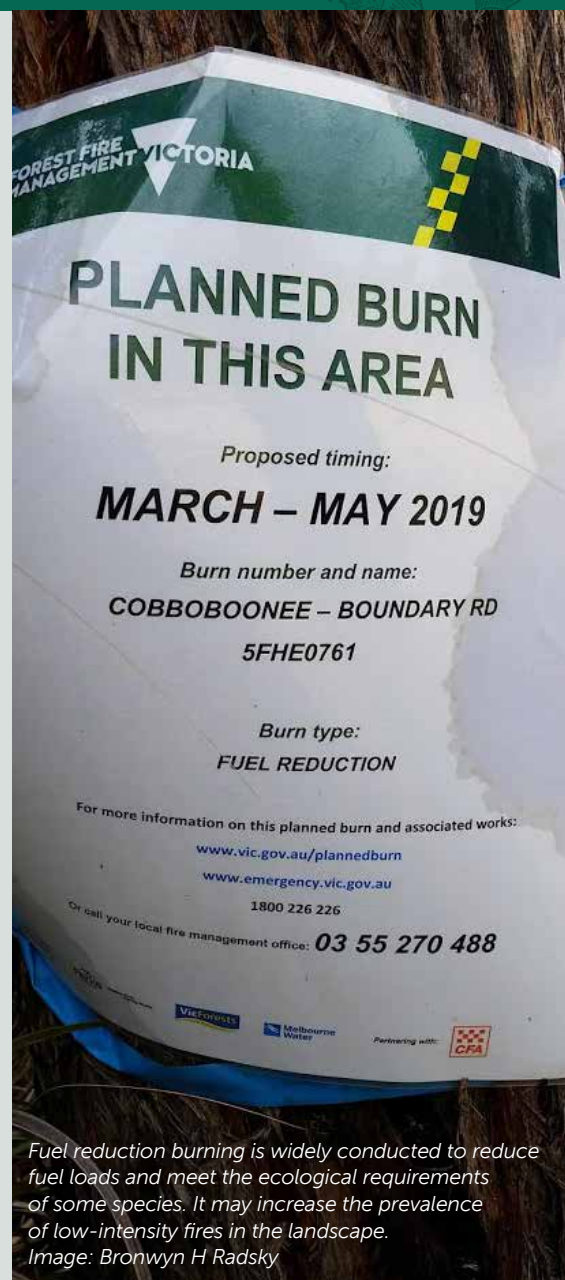 FOREST FIRE
MANAGEMENT VICTORIA
PLANNED BURN
IN THIS AREA
Proposed timing:
MARCH – MAY 2019
Burn number and name:
COBBOBOONEE – BOUNDARY RD
5FHE0761
Burn type:
FUEL REDUCTION
For more information on this planned burn and associated works:
www.vic.gov.au/plannedburn
www.emergency.vic.gov.au
1800 226 226
Or call your local fire management office: 03 55 270 488
VicForests
Melbourne
Water
Partnering with:
CFA
Fuel reduction burning is widely conducted to reduce
fuel loads and meet the ecological requirements
of some species. It may increase the prevalence
of low-intensity fires in the landscape.
Image: Bronwyn H Radsky